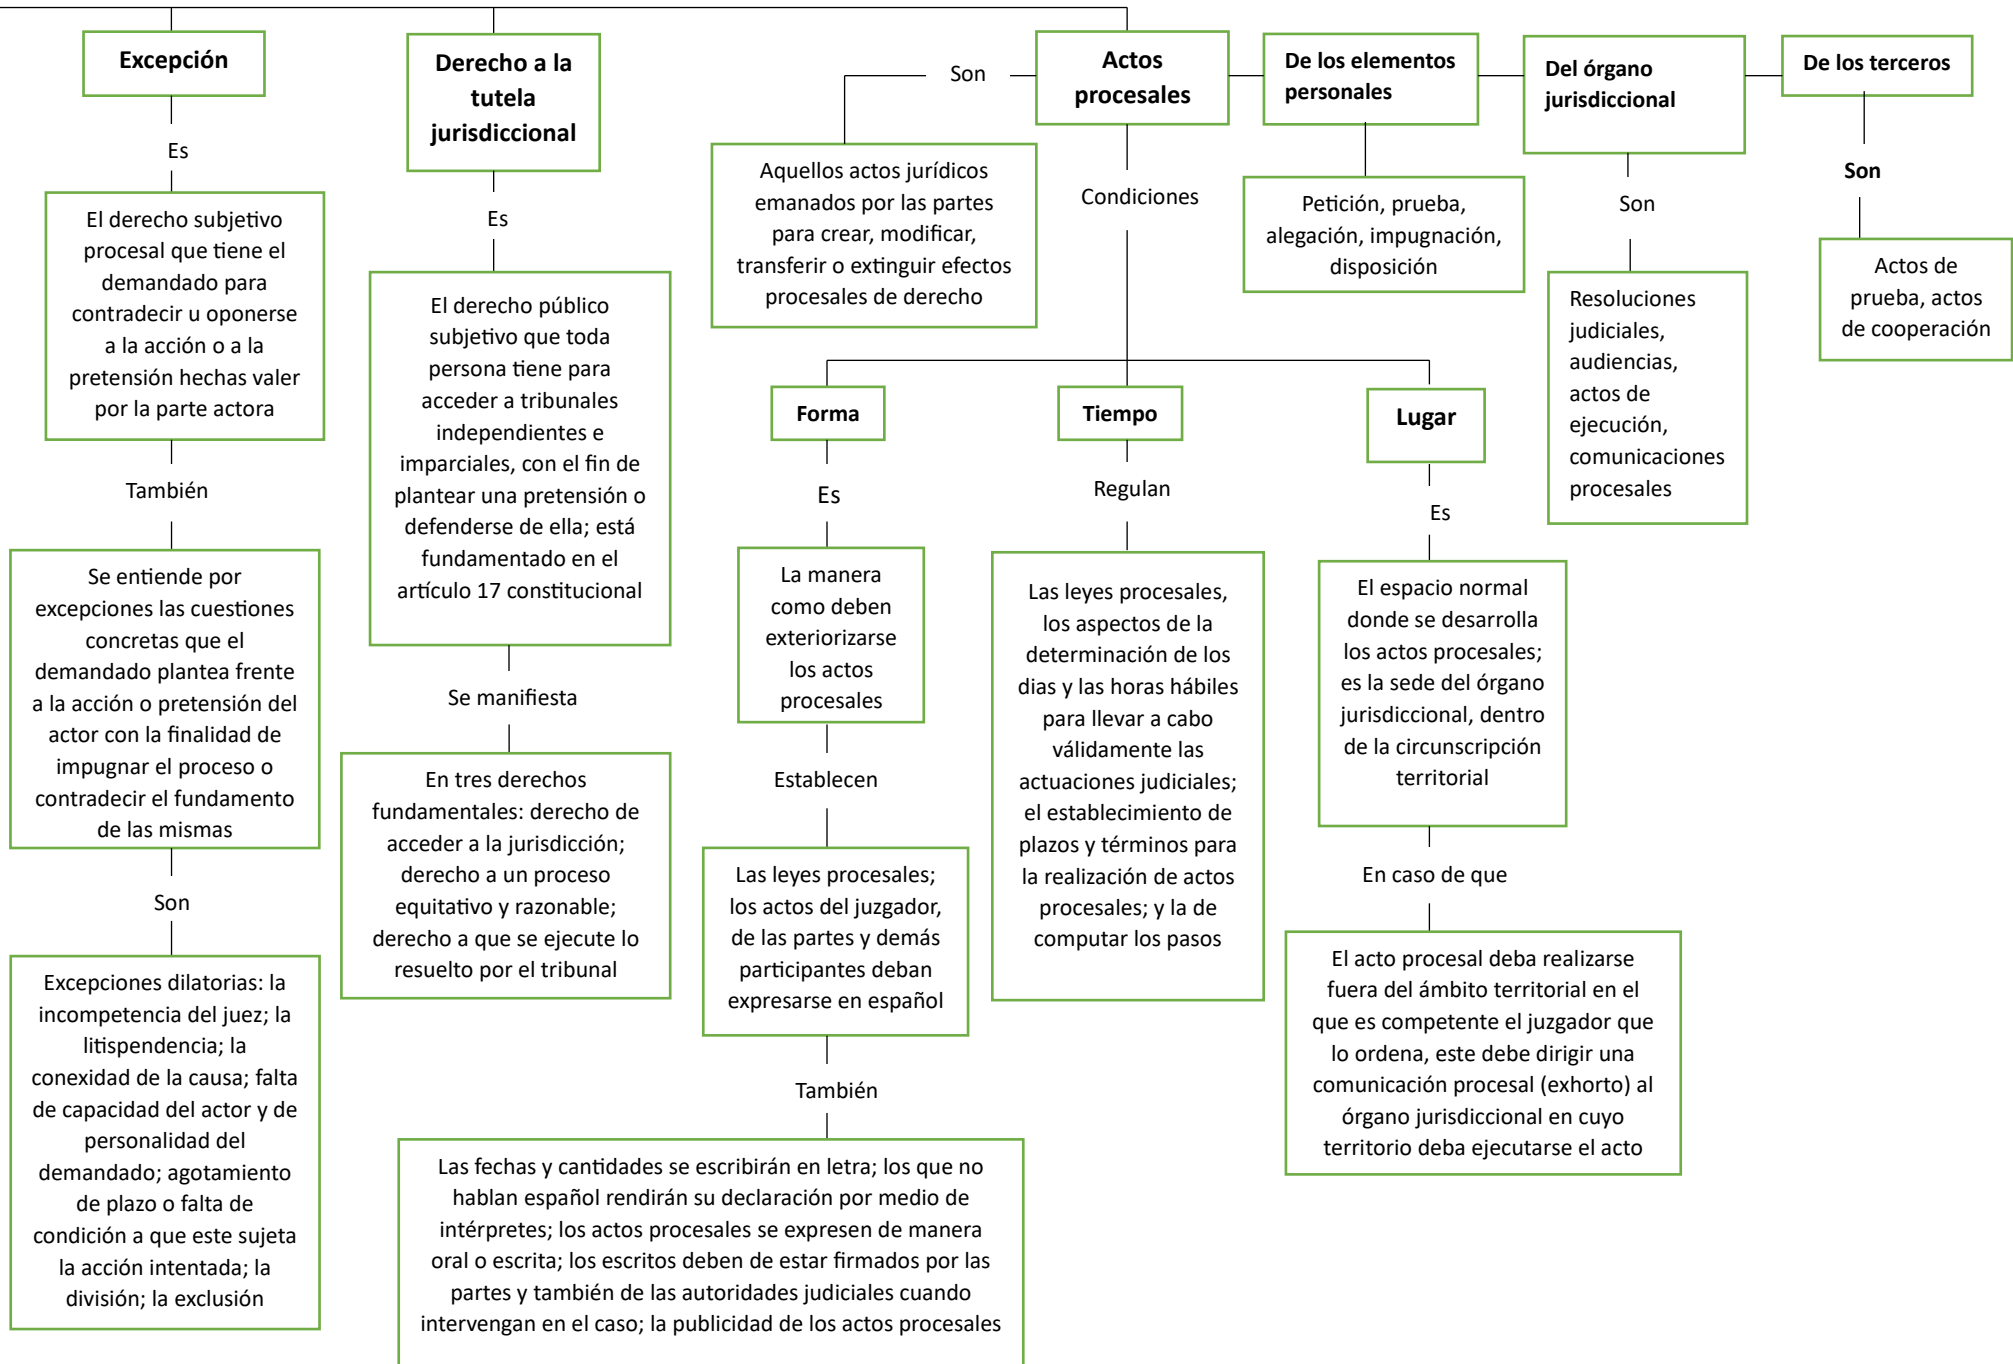 Excepción
Es
El derecho subjetivo
procesal que tiene el
demandado para
contradecir u oponerse
a la acción o a la
pretensión hechas valer
por la parte actora
También
Se entiende por
excepciones las cuestiones
concretas que el
demandado plantea frente
a la acción o pretensión del
actor con la finalidad de
impugnar el proceso o
contradecir el fundamento
de las mismas
Son
Excepciones dilatorias: la
incompetencia del juez; la
litispendencia; la
conexidad de la causa; falta
de capacidad del actor y de
personalidad del
demandado; agotamiento
de plazo o falta de
condición a que este sujeta
la acción intentada; la
división; la exclusión
Derecho a la
tutela
jurisdiccional
Es
El derecho público
subjetivo que toda
persona tiene para
acceder a tribunales
independientes e
imparciales, con el fin de
plantear una pretensión o
defenderse de ella; está
fundamentado en el
artículo 17 constitucional
Se manifiesta
En tres derechos
fundamentales: derecho de
acceder a la jurisdicción;
derecho a un proceso
equitativo y razonable;
derecho a que se ejecute lo
resuelto por el tribunal
Actos
procesales
Son
Aquellos actos jurídicos
emanados por las partes
para crear, modificar,
transferir o extinguir efectos
procesales de derecho
Condiciones
Forma
Es
La manera
como deben
exteriorizarse
los actos
procesales
Establecen
Las leyes procesales;
los actos del juzgador,
de las partes y demás
participantes deban
expresarse en español
También
Las fechas y cantidades se escribirán en letra; los que no
hablan español rendirán su declaración por medio de
intérpretes; los actos procesales se expresen de manera
oral o escrita; los escritos deben de estar firmados por las
partes y también de las autoridades judiciales cuando
intervengan en el caso; la publicidad de los actos procesales
Tiempo
Regulan
Las leyes procesales,
los aspectos de la
determinación de los
dias y las horas hábiles
para llevar a cabo
válidamente las
actuaciones judiciales;
el establecimiento de
plazos y términos para
la realización de actos
procesales; y la de
computar los pasos
Lugar
Es
El espacio normal
donde se desarrolla
los actos procesales;
es la sede del órgano
jurisdiccional, dentro
de la circunscripción
territorial
En caso de que
El acto procesal deba realizarse
fuera del ámbito territorial en el
que es competente el juzgador que
lo ordena, este debe dirigir una
comunicación procesal (exhorto) al
órgano jurisdiccional en cuyo
territorio deba ejecutarse el acto
De los elementos
personales
Petición, prueba,
alegación, impugnación,
disposición
Del órgano
jurisdiccional
Son
Resoluciones
judiciales,
audiencias,
actos de
ejecución,
comunicaciones
procesales
De los terceros
Son
Actos de
prueba, actos
de cooperación